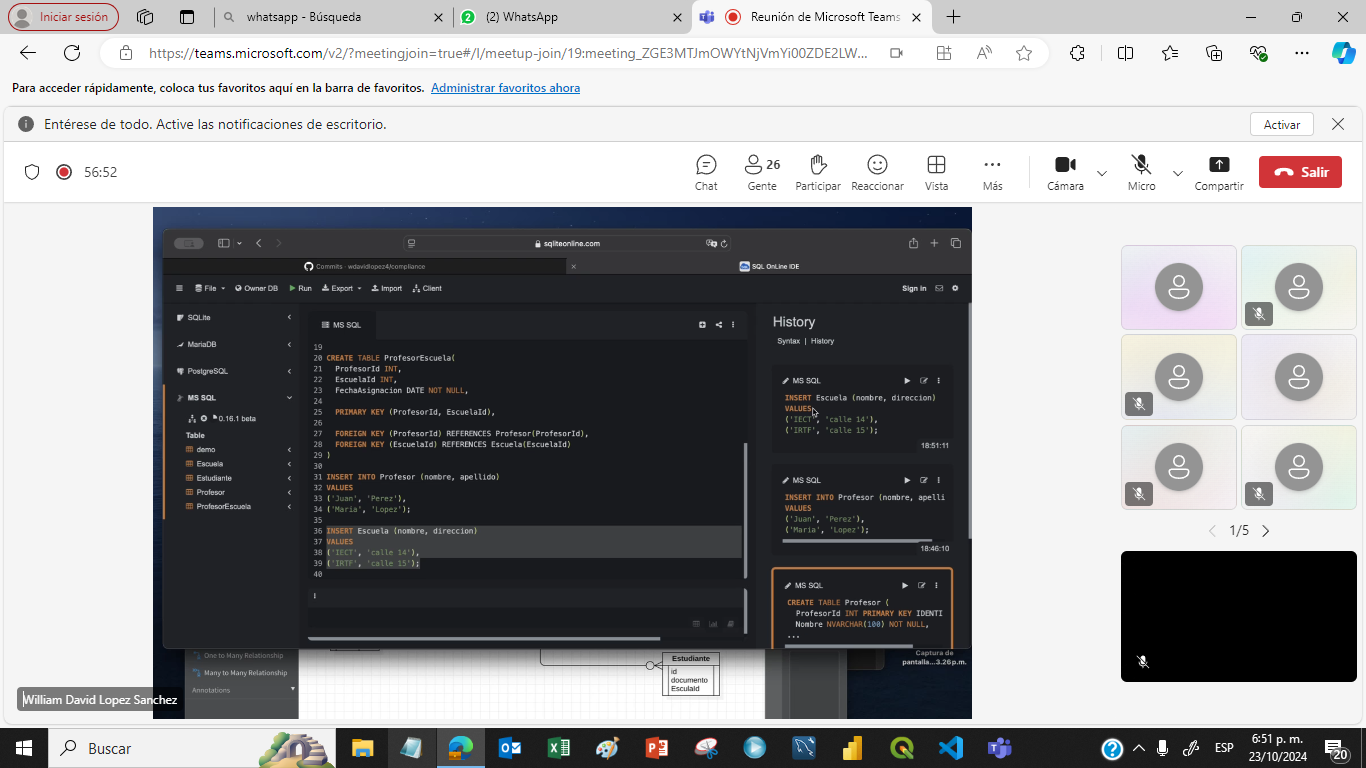 Iniciar sesión
whatsapp - Búsqueda
(2) WhatsApp
Reunión de Microsoft Teams
https://teams.microsoft.com/v2/?meetingjoin=true#/l/meetup-join/19:meeting_ZGE3MTJmOWYtNjVmYi00ZDE2LW...
Para acceder rápidamente, coloca tus favoritos aquí en la barra de favoritos. Administrar favoritos ahora
Entérese de todo. Active las notificaciones de escritorio.
Activar
56:52
Chat
26
Gente
Participar
Reaccionar
Vista
Más
Cámara
Micro
Compartir
Salir
sqliteonline.com
Commits · wdavidlopez4/compliance
SQL OnLine IDE
File
Owner DB
Run
Export
Import
Client
Sign in
SQLite
MariaDB
PostgreSQL
MS SQL
0.16.1 beta
Table
demo
Escuela
Estudiante
Profesor
ProfesorEscuela
MS SQL
19
20 CREATE TABLE ProfesorEscuela(
21 ProfesorId INT,
22 EscuelaId INT,
23 FechaAsignacion DATE NOT NULL,
24
25 PRIMARY KEY (ProfesorId, EscuelaId),
26
27 FOREIGN KEY (ProfesorId) REFERENCES Profesor(ProfesorId),
28 FOREIGN KEY (EscuelaId) REFERENCES Escuela(EscuelaId)
29 )
30
31 INSERT INTO Profesor (nombre, apellido)
32 VALUES
33 ('Juan', 'Perez'),
34 ('Maria', 'Lopez');
35
36 INSERT Escuela (nombre, direccion)
37 VALUES
38 ('IECT', 'calle 14'),
39 ('IRTF', 'calle 15');
40
History
Syntax | History
MS SQL
INSERT Escuela (nombre, direccion)
VALUES
('IECT', 'calle 14'),
('IRTF', 'calle 15');
18:51:11
MS SQL
INSERT INTO Profesor (nombre, apelli
VALUES
('Juan', 'Perez'),
('Maria', 'Lopez');
18:46:10
MS SQL
CREATE TABLE Profesor (
ProfesorId INT PRIMARY KEY IDENTI
Nombre NVARCHAR(100) NOT NULL,
...
One to Many Relationship
Many to Many Relationship
Annotations
Estudiante
id
documento
EsculaId
Captura de
pantalla...3.26 p.m.
William David Lopez Sanchez
1/5
Buscar
ESP
6:51 p. m.
23/10/2024
20